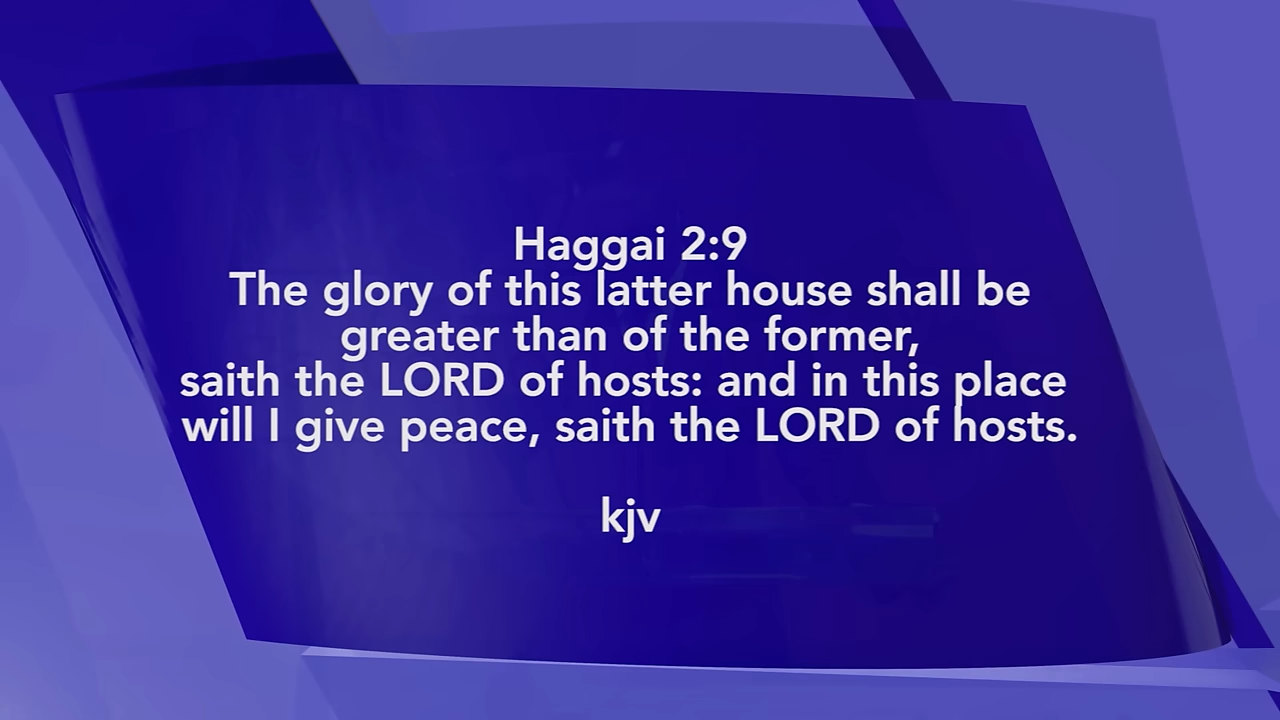 Haggai 2:9
The glory of this latter house shall be
greater than of the former,
saith the LORD of hosts: and in this place
will I give peace, saith the LORD of hosts.
kjv